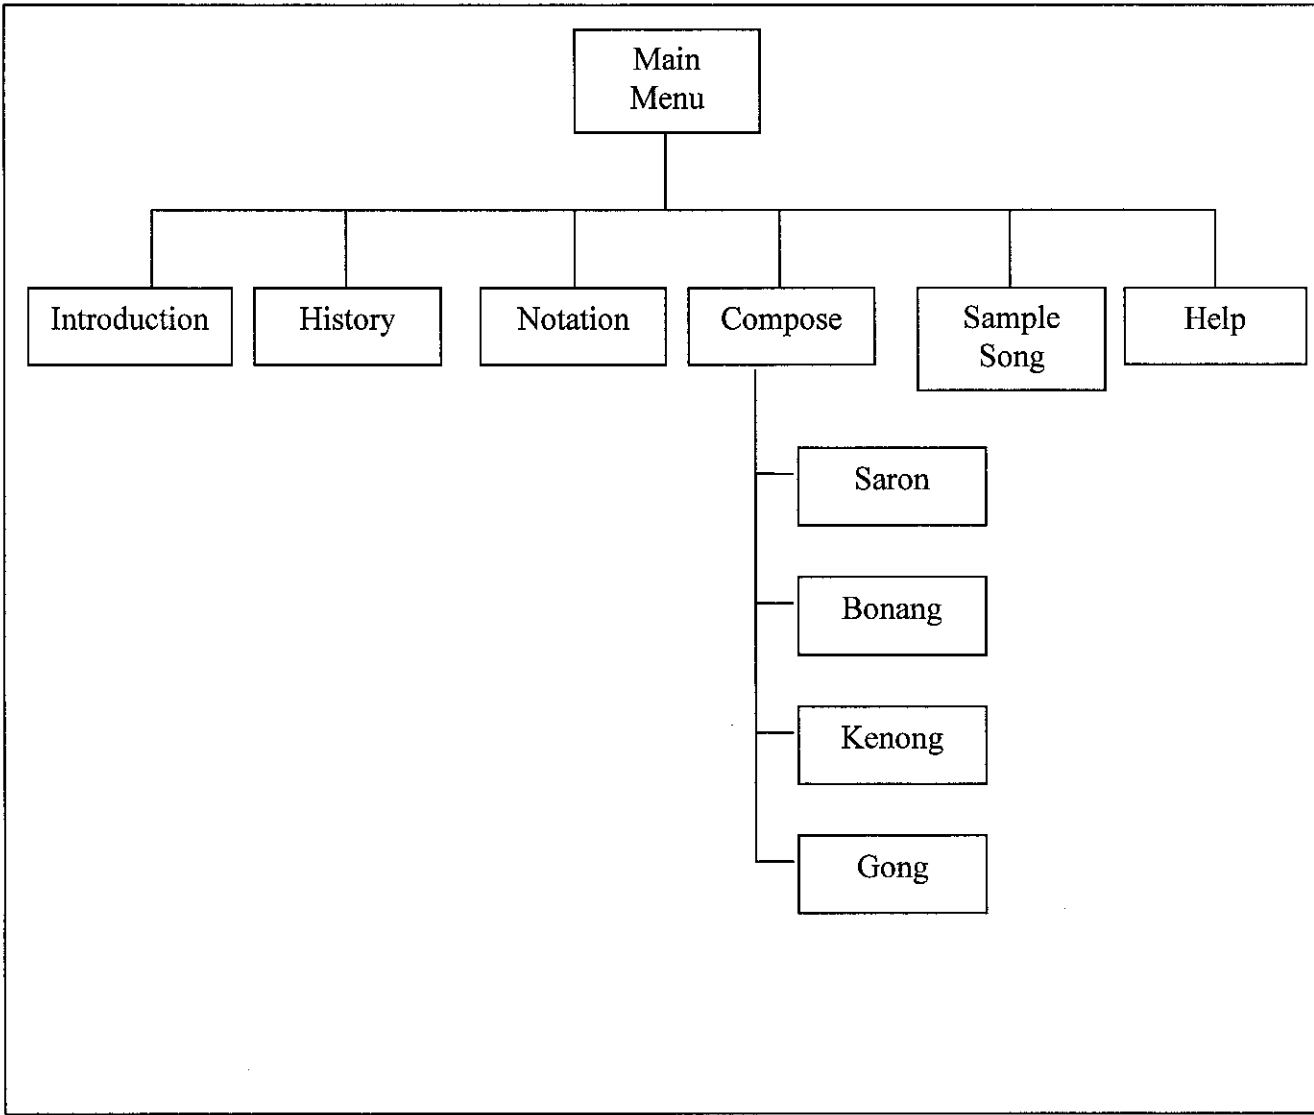 Main
Menu
Introduction
History
Notation
Compose
Sample
Song
Help
Saron
Bonang
Kenong
Gong